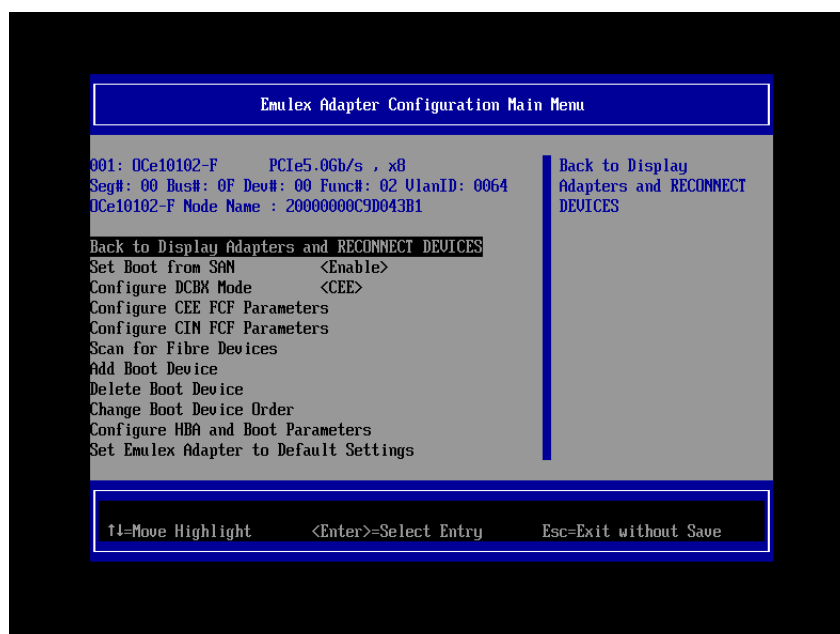 Emulex Adapter Configuration Main Menu
001: OCe10102-F PCIe5.0Gb/s , x8
Seg#: 00 Bus#: 0F Dev#: 00 Func#: 02 VlanID: 0064
OCe10102-F Node Name : 20000000C9D043B1
Back to Display Adapters and RECONNECT DEVICES
Set Boot from SAN <Enable>
Configure DCBX Mode <CEE>
Configure CEE FCF Parameters
Configure CIN FCF Parameters
Scan for Fibre Devices
Add Boot Device
Delete Boot Device
Change Boot Device Order
Configure HBA and Boot Parameters
Set Emulex Adapter to Default Settings
Back to Display
Adapters and RECONNECT
DEVICES
↑↓=Move Highlight <Enter>=Select Entry Esc=Exit without Save